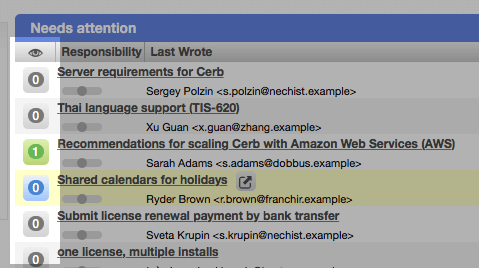 Needs attention
Responsibility Last Wrote
0 Server requirements for Cerb
Sergey Polzin <s.polzin@nechist.example>
0 Thai language support (TIS-620)
Xu Guan <x.guan@zhang.example>
1 Recommendations for scaling Cerb with Amazon Web Services (AWS)
Sarah Adams <s.adams@dobbus.example>
0 Shared calendars for holidays
Ryder Brown <r.brown@franchir.example>
0 Submit license renewal payment by bank transfer
Sveta Krupin <s.krupin@nechist.example>
0 one license, multiple installs